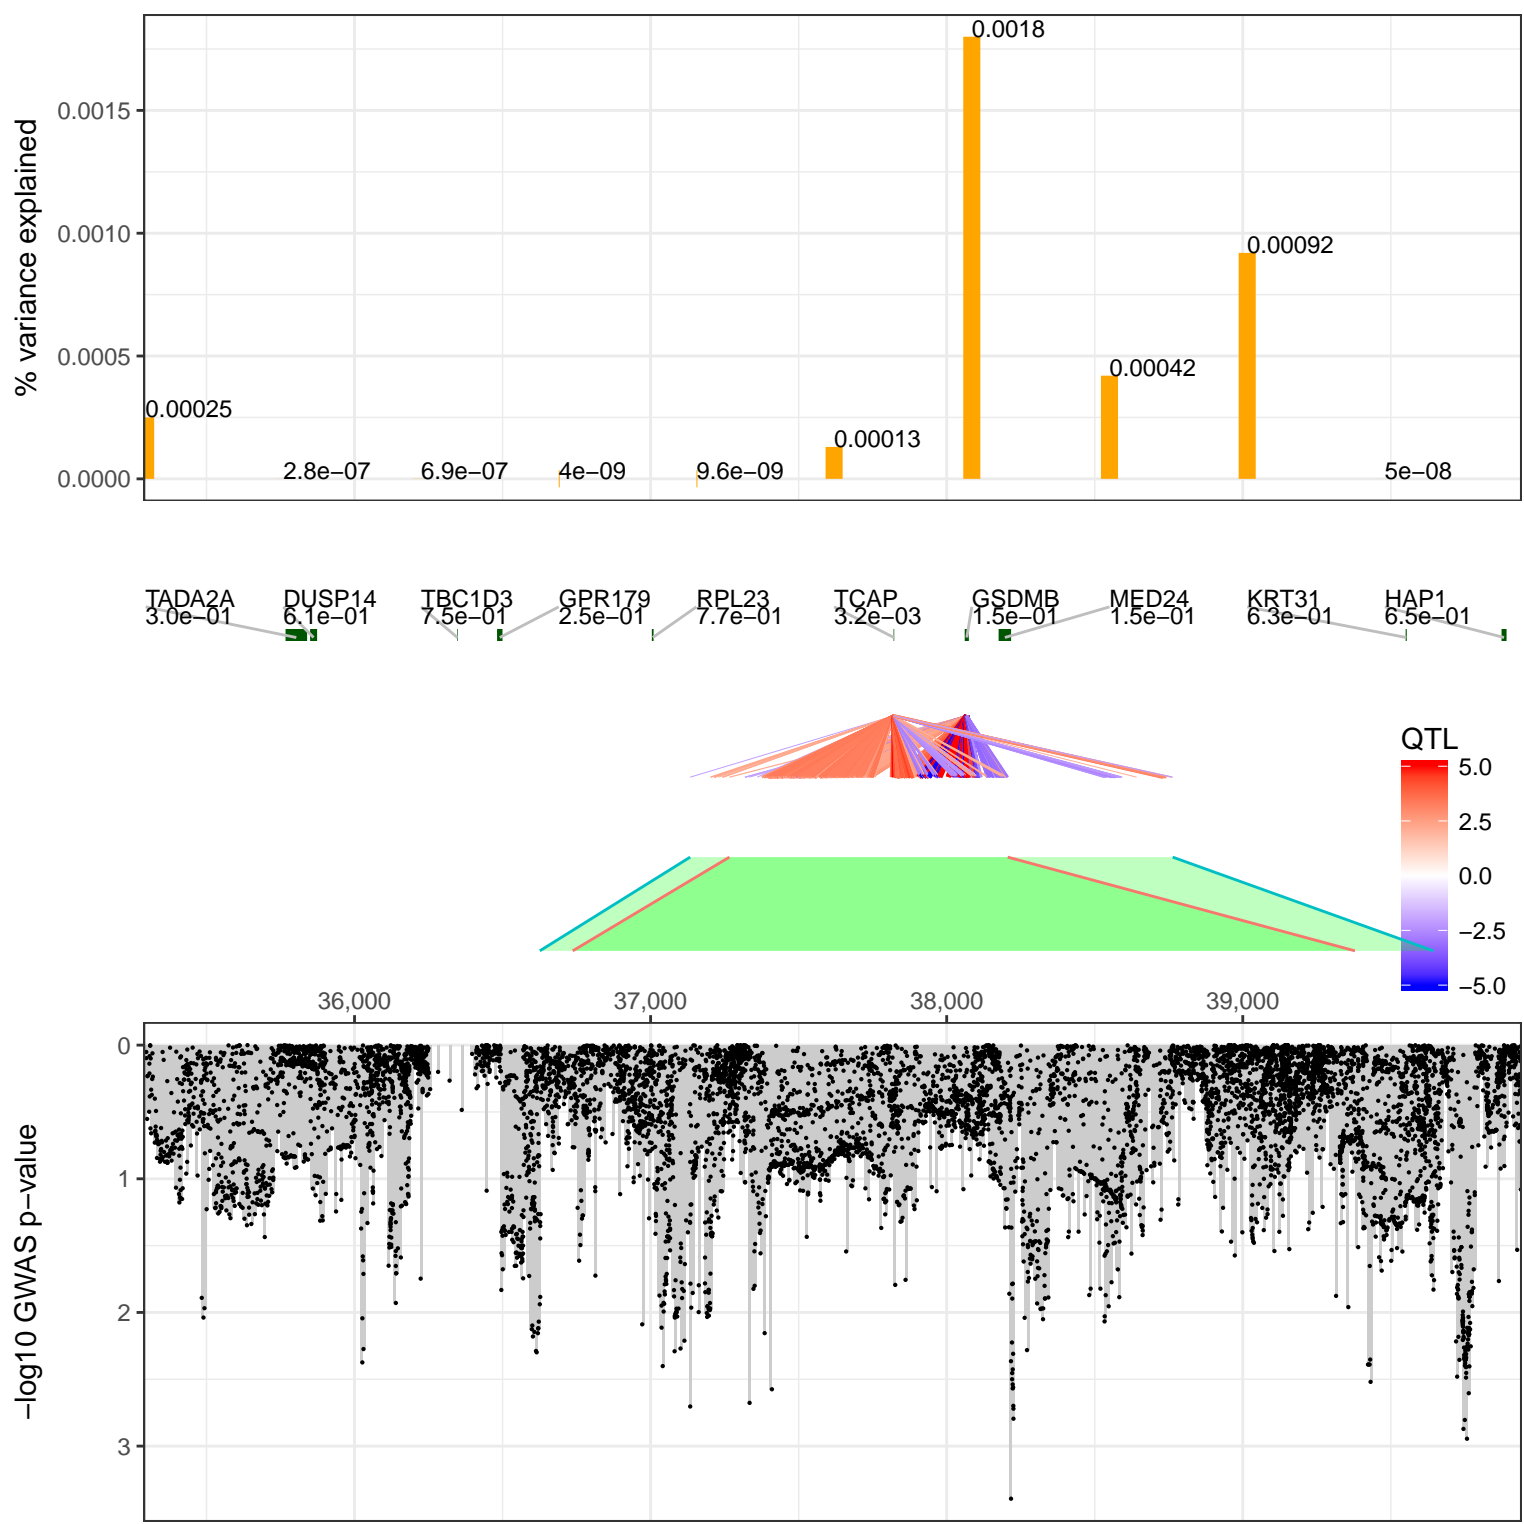 0.0018
0.0015
% variance explained
0.0010
0.00092
0.0005
0.00042
0.00025
0.00013
0.0000
2.8e−07
6.9e−07
4e−09
9.6e−09
5e−08
TADA2A DUSP14 TBC1D3 GPR179 RPL23 TCAP GSDMB MED24 KRT31 HAP1
3.0e−01 6.1e−01 7.5e−01 2.5e−01 7.7e−01 3.2e−03 1.5e−01 1.5e−01 6.3e−01 6.5e−01
QTL
5.0
2.5
0.0
−2.5
−5.0
36,000 37,000 38,000 39,000
0
1
2
3
−log10 GWAS p−value